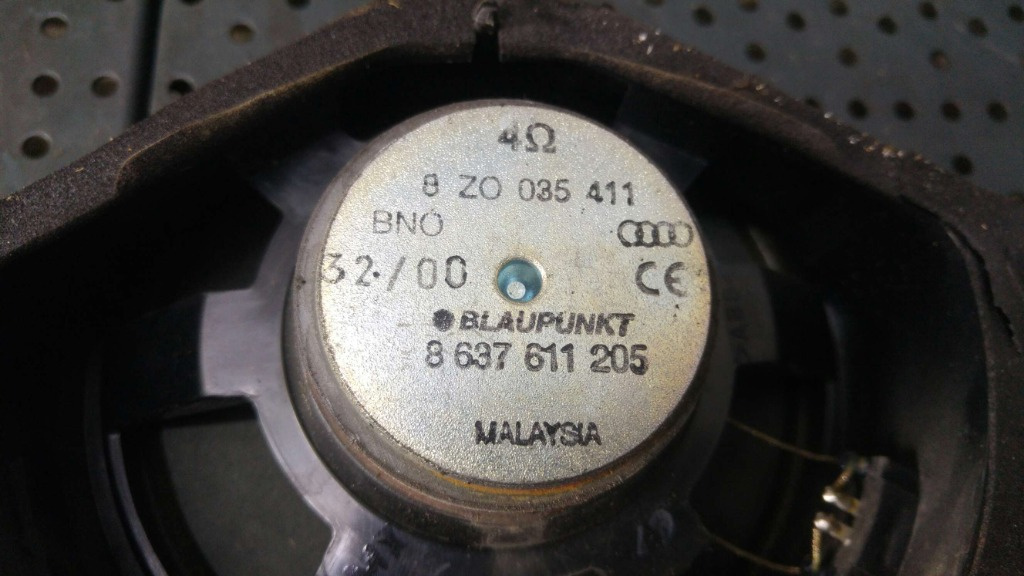 4Ω
8 ZO 035 411
BNO
32./00
CE
BLAUPUNKT
8 637 611 205
MALAYSIA